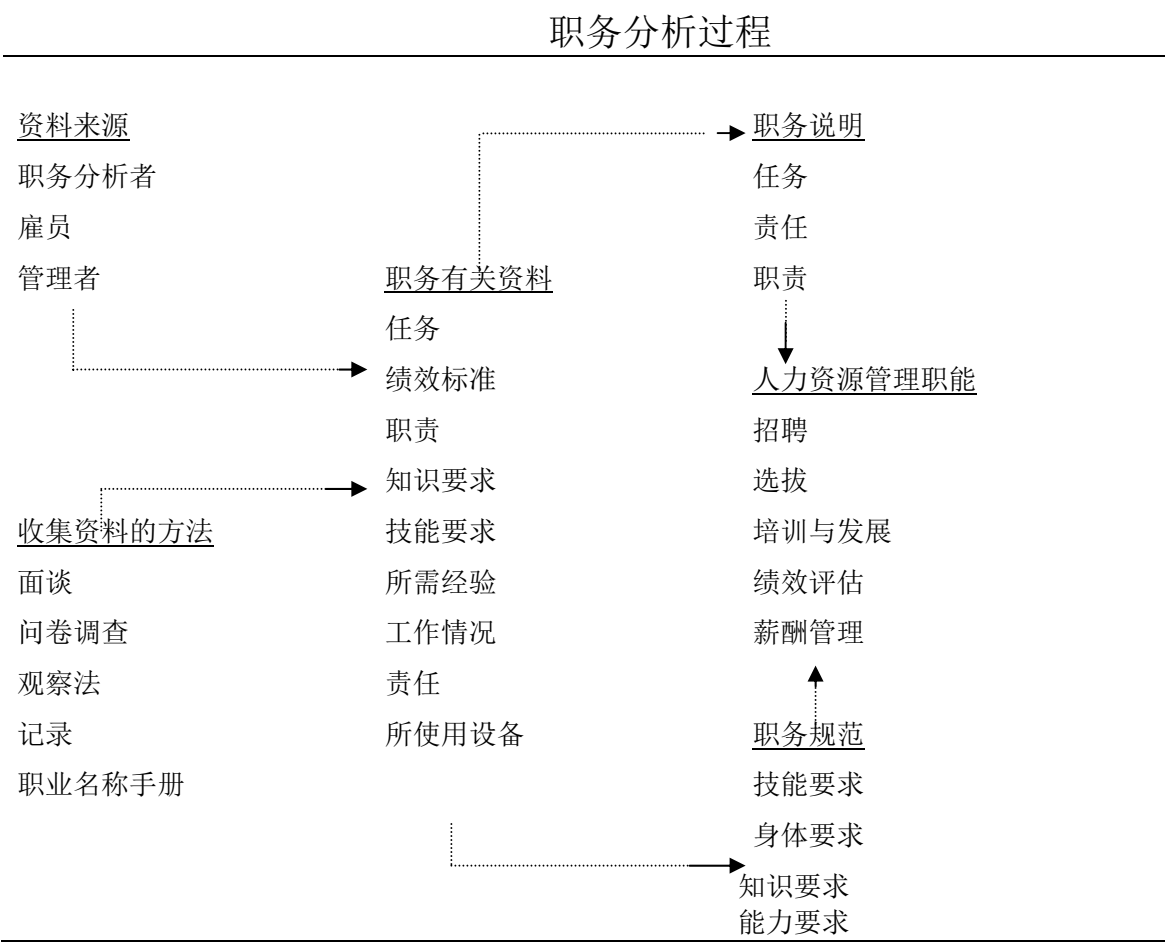 职务分析过程
资料来源
职务分析者
雇员
管理者
收集资料的方法
面谈
问卷调查
观察法
记录
职业名称手册
职务有关资料
任务
绩效标准
职责
知识要求
技能要求
所需经验
工作情况
责任
所使用设备
职务说明
任务
责任
职责
人力资源管理职能
招聘
选拔
培训与发展
绩效评估
薪酬管理
职务规范
技能要求
身体要求
知识要求
能力要求